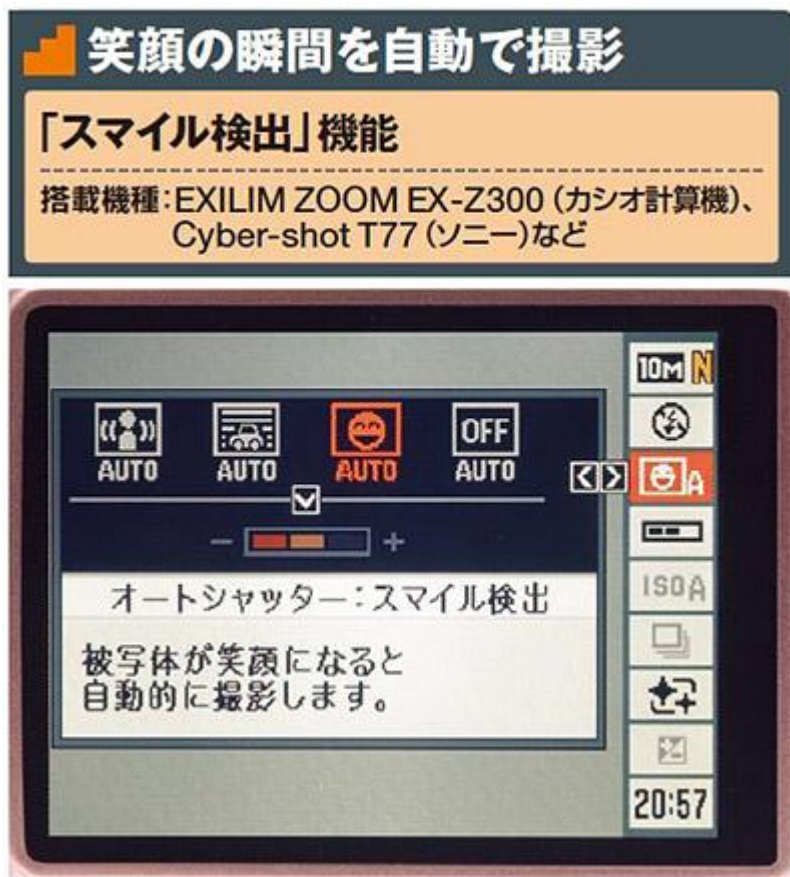 笑顔の瞬間を自動で撮影
「スマイル検出」機能
搭載機種:EXILIM ZOOM EX-Z300(カシオ計算機)、
Cyber-shot T77(ソニー)など
10M N
OFF
AUTO AUTO AUTO AUTO
A
- +
オートシャッター:スマイル検出
ISO A
被写体が笑顔になると
自動的に撮影します。
20:57